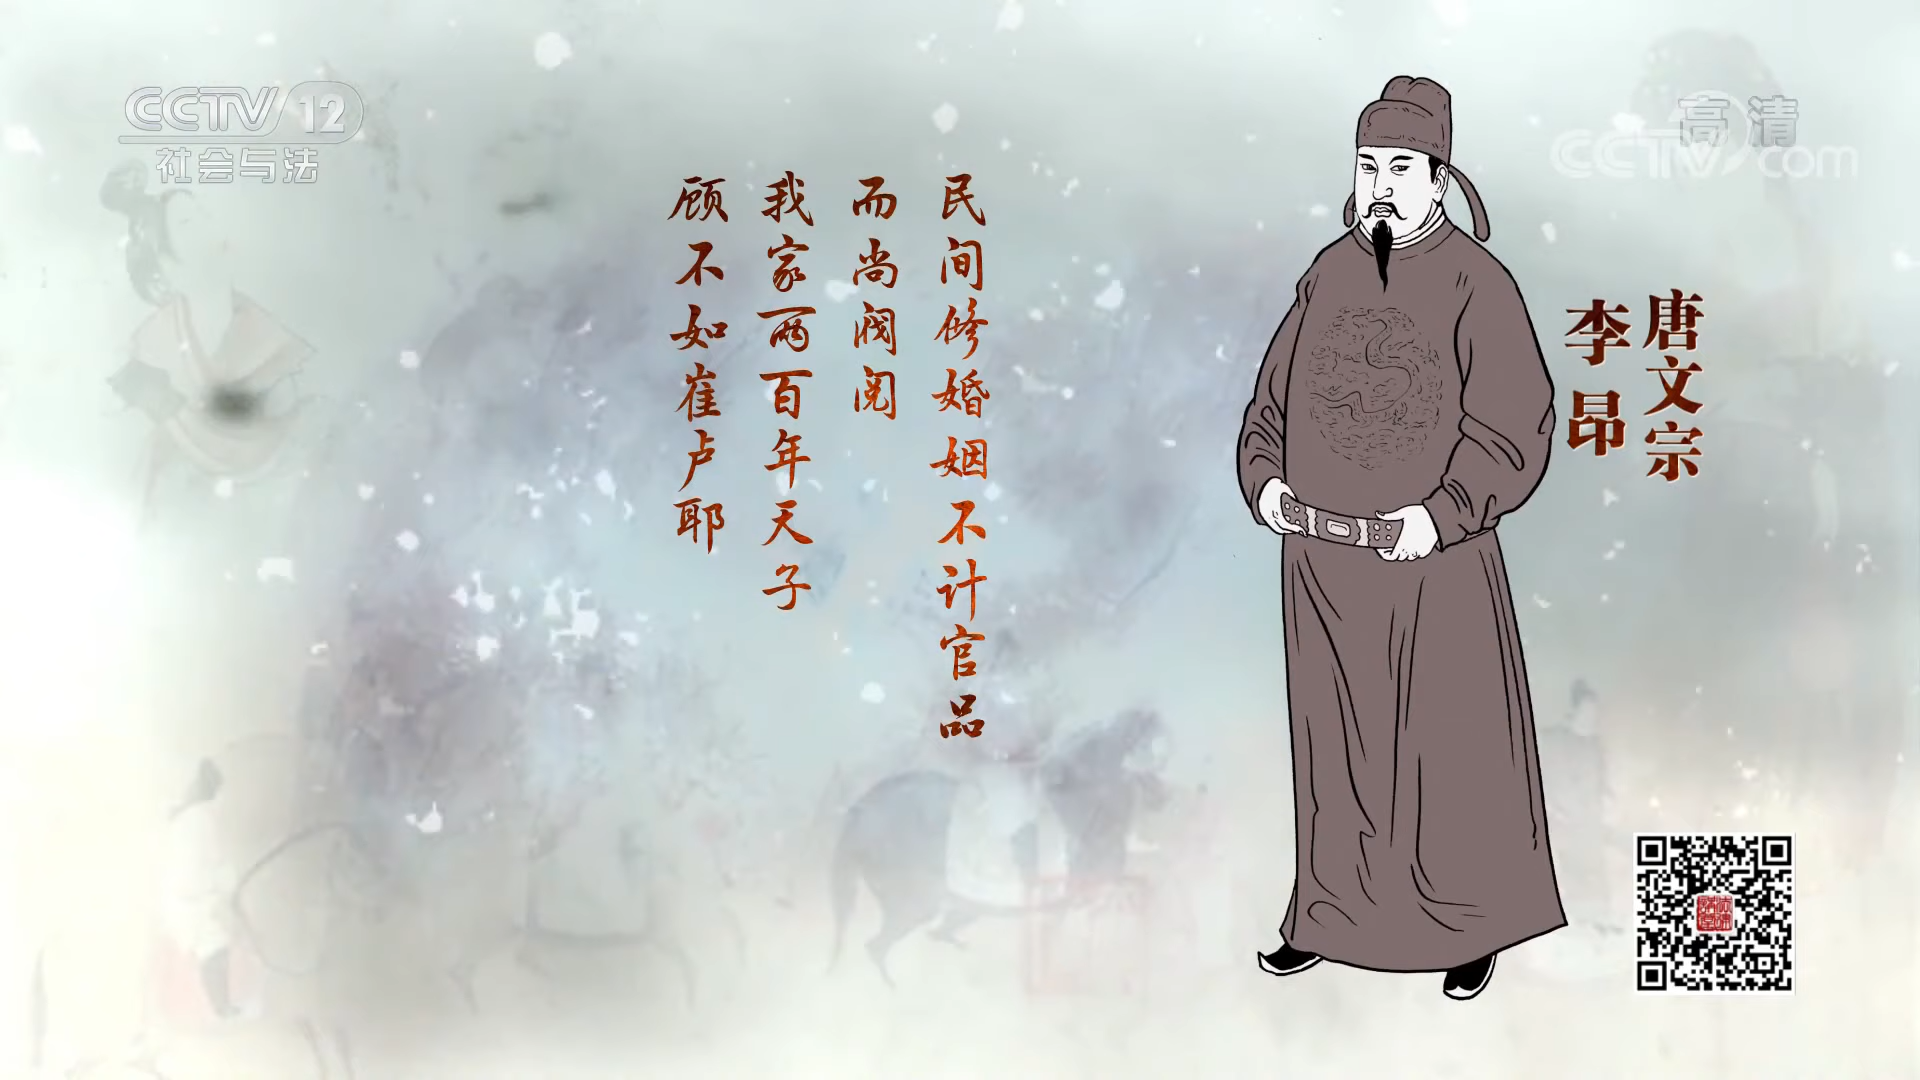 CCTV 12
社会与法
高清
CCTV.com
唐文宗
李昂
民间修婚姻不计官品
而尚阀阅
我家两百年天子
顾不如崔卢耶